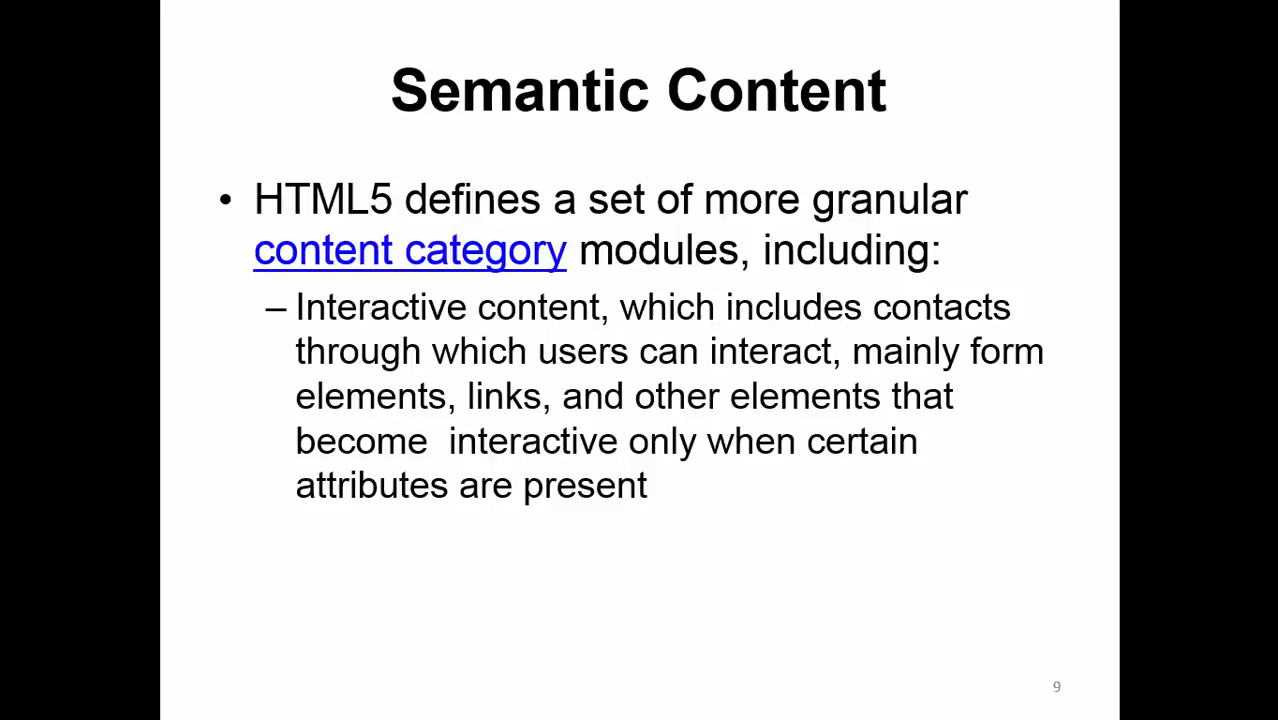 Semantic Content
• HTML5 defines a set of more granular
content category modules, including:
– Interactive content, which includes contacts
through which users can interact, mainly form
elements, links, and other elements that
become  interactive only when certain
attributes are present
9